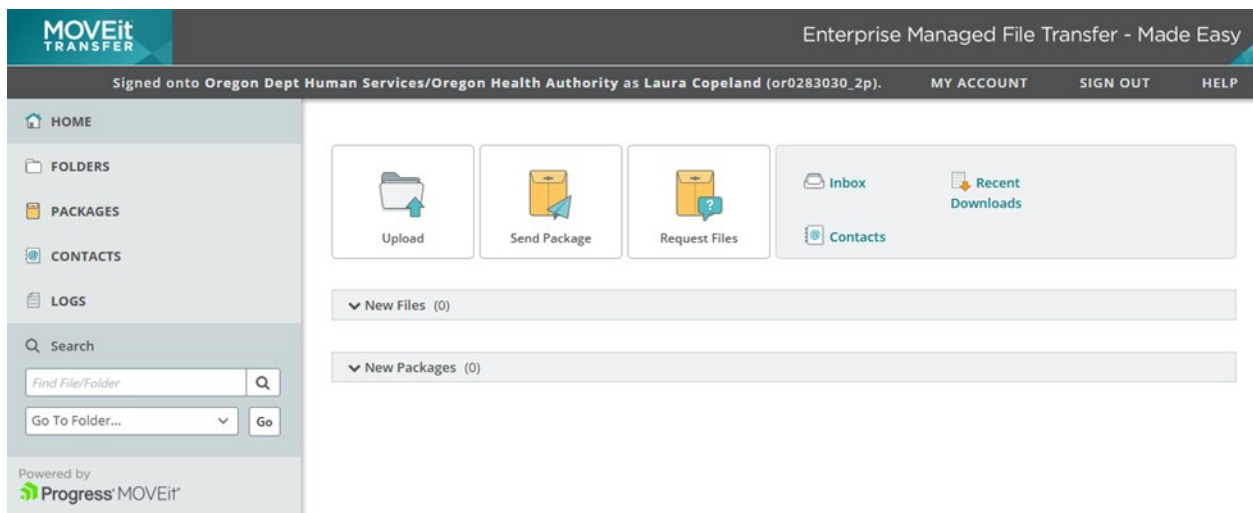 MOVEit
TRANSFER
Enterprise Managed File Transfer - Made Easy
Signed onto Oregon Dept Human Services/Oregon Health Authority as Laura Copeland (or0283030_2p).
MY ACCOUNT
SIGN OUT
HELP
HOME
FOLDERS
PACKAGES
CONTACTS
LOGS
Search
Find File/Folder
Go To Folder...
Go
Powered by
Progress® MOVEit®
Upload
Send Package
Request Files
Inbox
Recent
Downloads
Contacts
New Files (0)
New Packages (0)